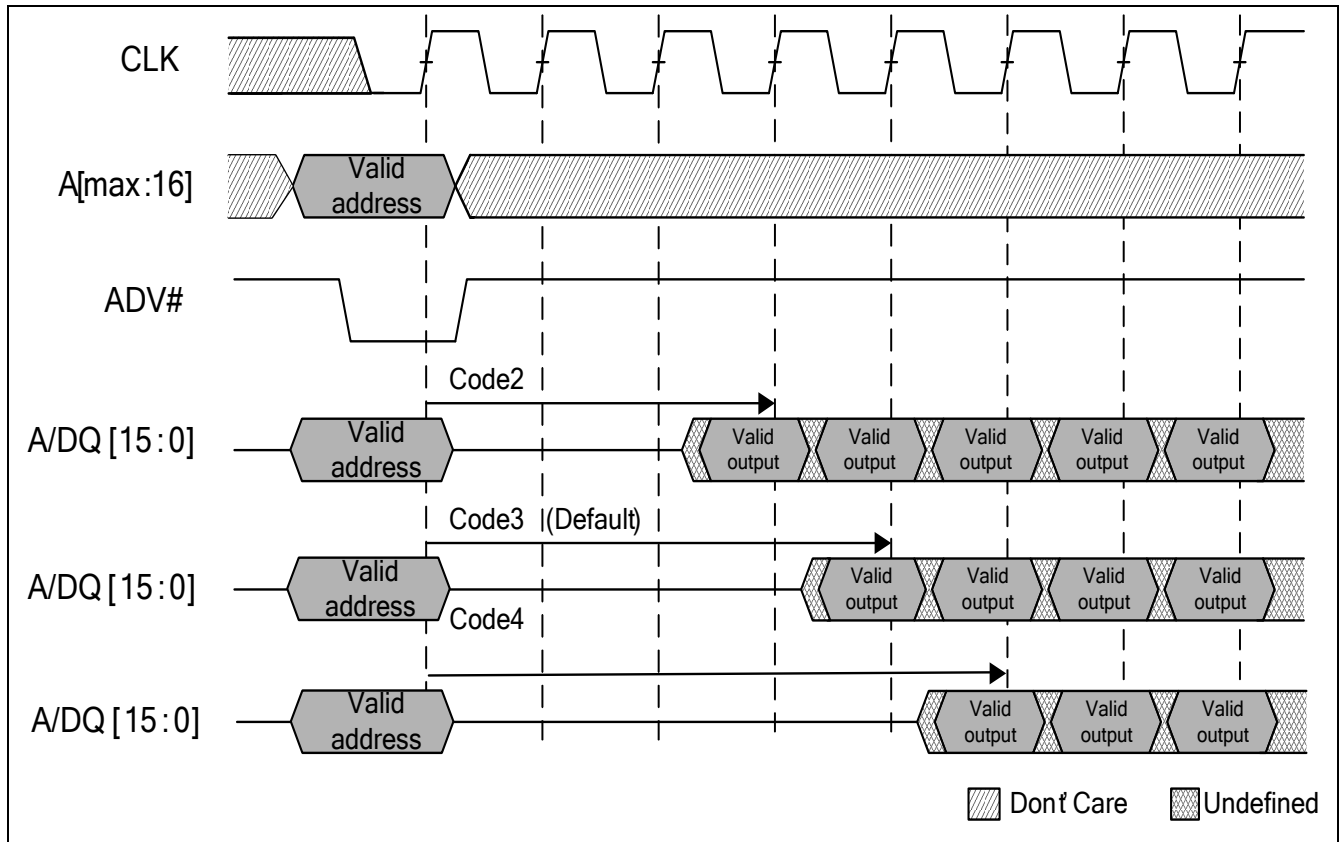 CLK
A[max:16]
Valid
address
ADV#
Code2
A/DQ [15:0]
Valid
address
Valid
output
Valid
output
Valid
output
Valid
output
Valid
output
Code3 (Default)
A/DQ [15:0]
Valid
address
Valid
output
Valid
output
Valid
output
Valid
output
Code4
A/DQ [15:0]
Valid
address
Valid
output
Valid
output
Valid
output
Don't Care
Undefined